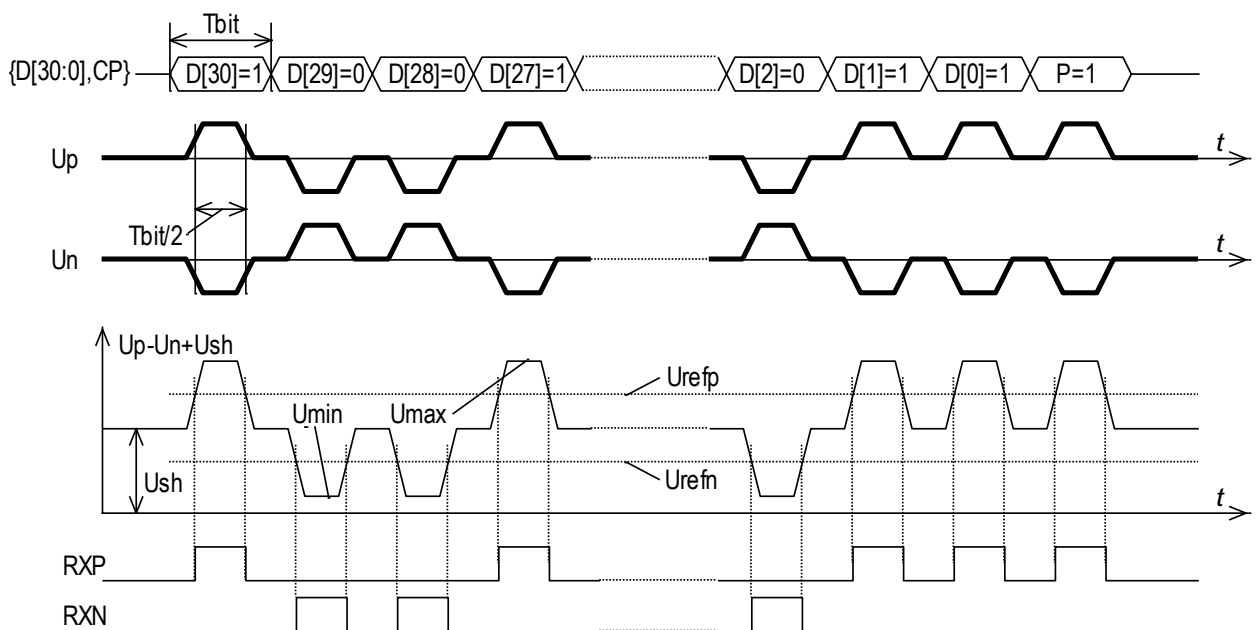 Tbit
{D[30:0],CP} D[30]=1 D[29]=0 D[28]=0 D[27]=1 D[2]=0 D[1]=1 D[0]=1 P=1
Up t
Tbit/2
Un t
Up-Un+Ush
Urefp
Umin Umax
Ush Urefn
t
RXP
RXN